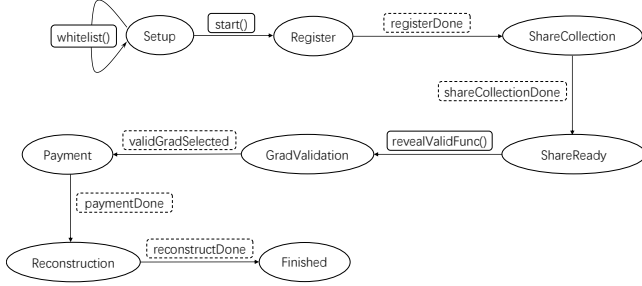 whitelist()
Setup
start()
Register
registerDone
ShareCollection
shareCollectionDone
Payment
validGradSelected
GradValidation
revealValidFunc()
ShareReady
paymentDone
Reconstruction
reconstructDone
Finished